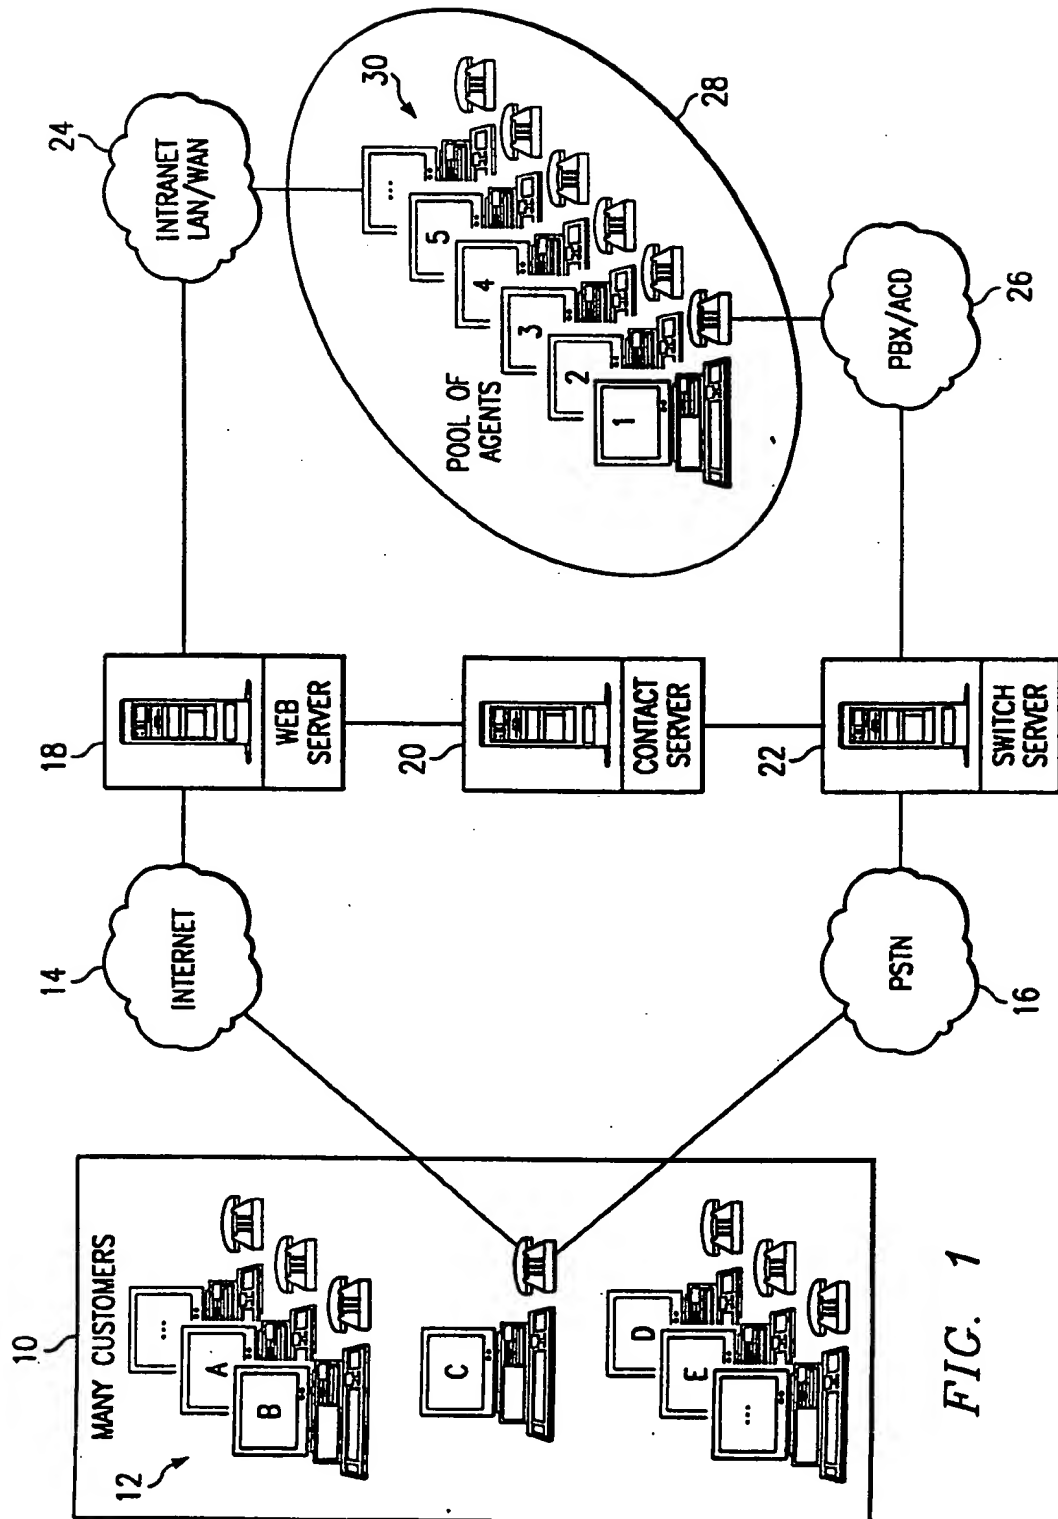 10
MANY CUSTOMERS
12
...
A
B
C
D
E
...
14
INTERNET
PSTN
16
18
WEB
SERVER
20
CONTACT
SERVER
22
SWITCH
SERVER
24
INTRANET
LAN/WAN
30
...
5
4
3
2
1
POOL OF
AGENTS
28
PBX/ACD
26
FIG. 1